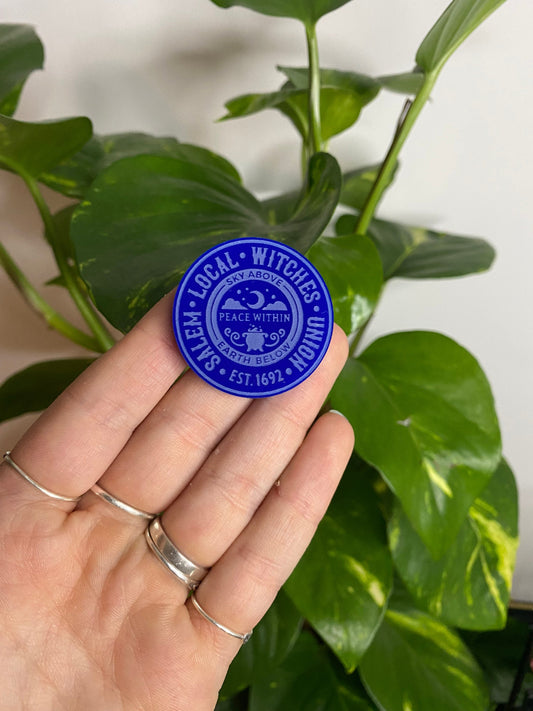 SALEM • LOCAL • WITCHES • UNION
• EST. 1692 •
SKY ABOVE
PEACE WITHIN
EARTH BELOW